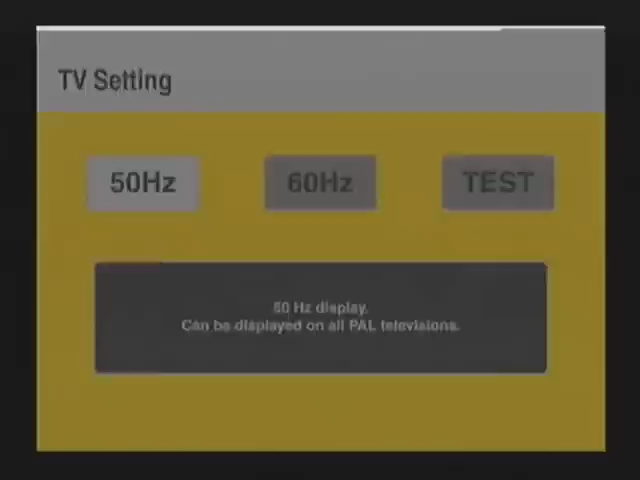 TV Setting
50Hz
60Hz
TEST
50 Hz display.
Can be displayed on all PAL televisions.